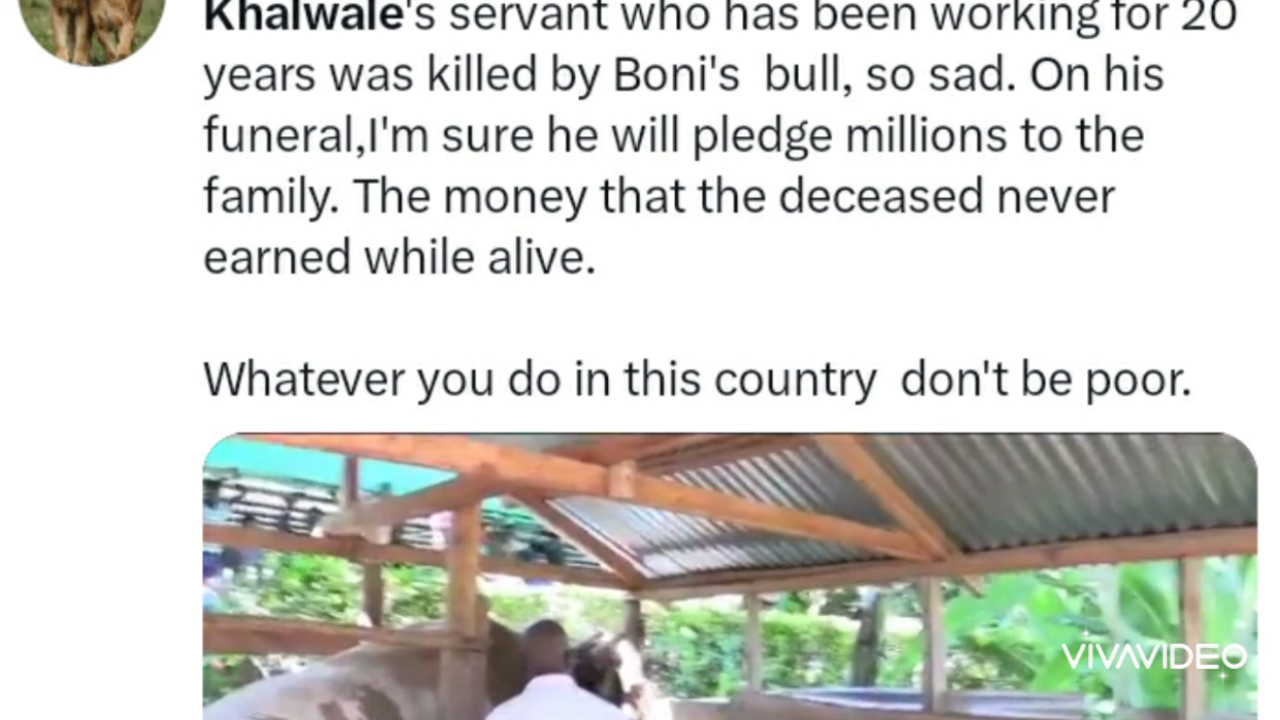 Khalwale's servant who has been working for 20
years was killed by Boni's  bull, so sad. On his
funeral,I'm sure he will pledge millions to the
family. The money that the deceased never
earned while alive.
Whatever you do in this country  don't be poor.
VIVAVIDEO